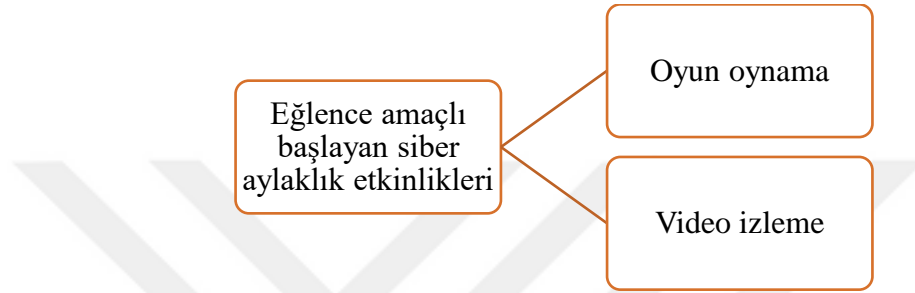 Oyun oynama
Eğlence amaçlı
başlayan siber
aylaklık etkinlikleri
Video izleme